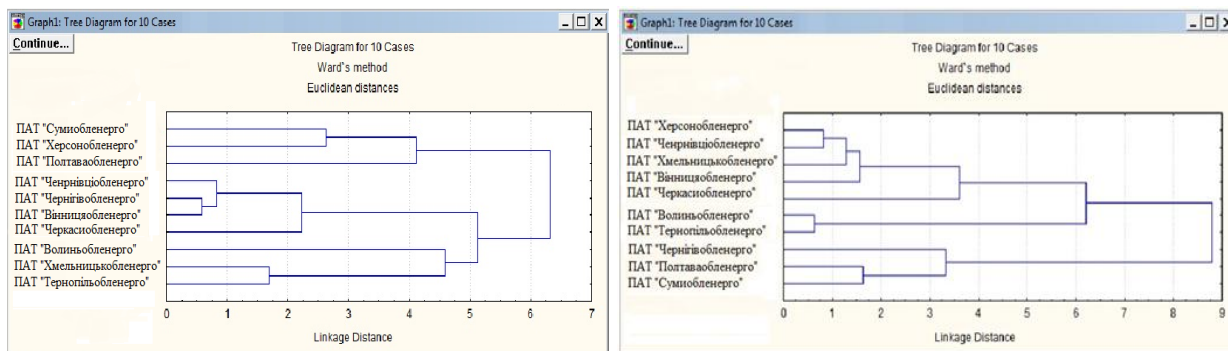 Graph1: Tree Diagram for 10 Cases
Continue...
Tree Diagram for 10 Cases
Ward's method
Euclidean distances
ПАТ "Сумиобленерго"
ПАТ "Херсонобленерго"
ПАТ "Полтаваобленерго"
ПАТ "Ченрнівціобленерго"
ПАТ "Чернігівобленерго"
ПАТ "Вінницяобленерго"
ПАТ "Черкасиобленерго"
ПАТ "Волиньобленерго"
ПАТ "Хмельницькобленерго"
ПАТ "Тернопільобленерго"
0 1 2 3 4 5 6 7
Linkage Distance
Graph1: Tree Diagram for 10 Cases
Continue...
Tree Diagram for 10 Cases
Ward's method
Euclidean distances
ПАТ "Херсонобленерго"
ПАТ "Ченрнівціобленерго"
ПАТ "Хмельницькобленерго"
ПАТ "Вінницяобленерго"
ПАТ "Черкасиобленерго"
ПАТ "Волиньобленерго"
ПАТ "Тернопільобленерго"
ПАТ "Чернігівобленерго"
ПАТ "Полтаваобленерго"
ПАТ "Сумиобленерго"
0 1 2 3 4 5 6 7 8 9
Linkage Distance